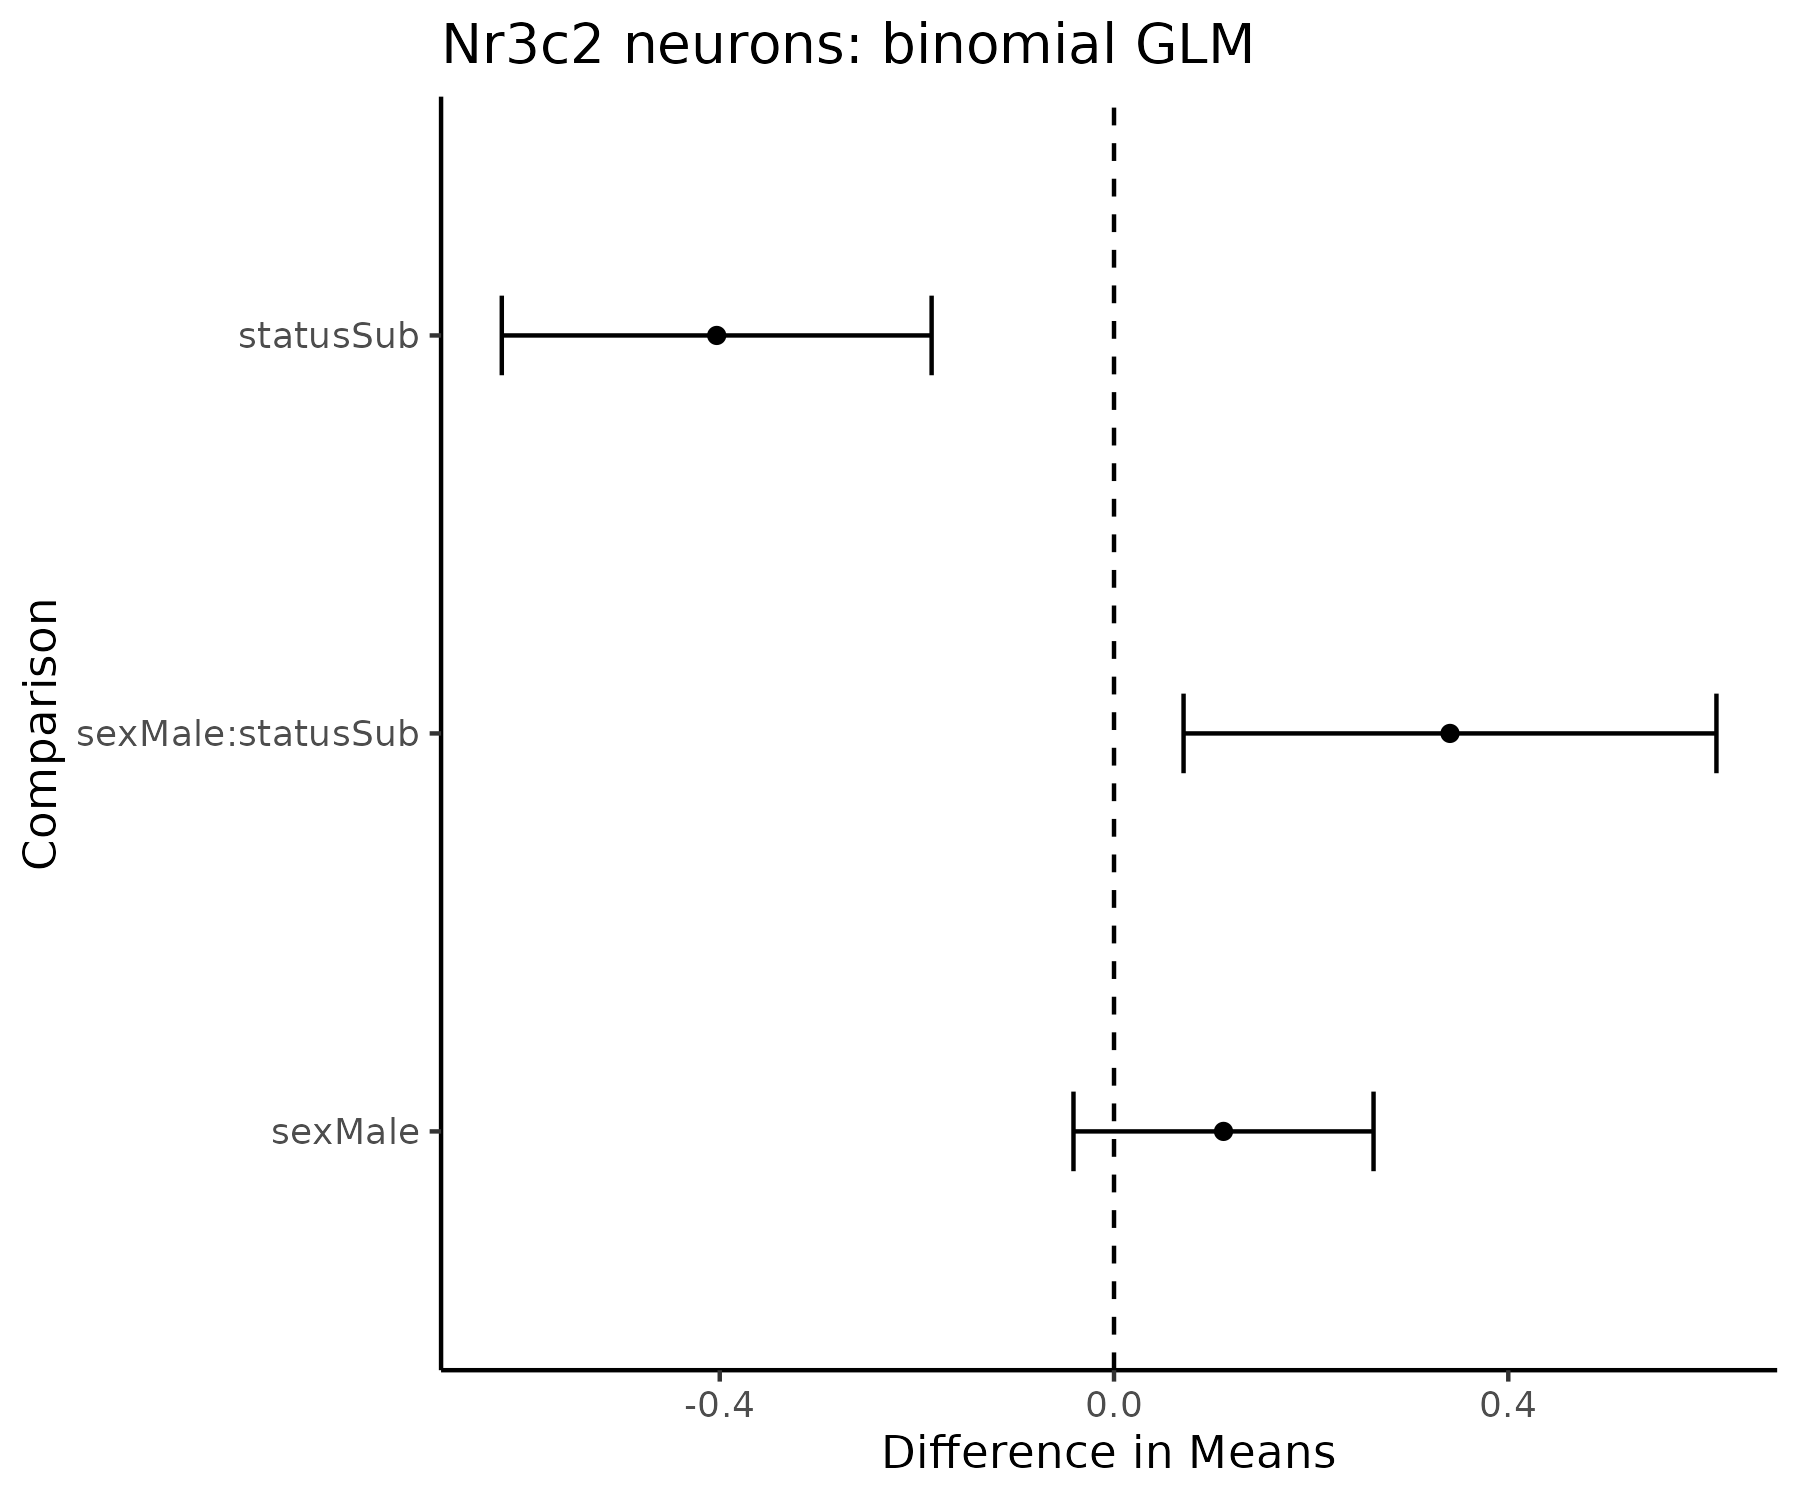 Nr3c2 neurons: binomial GLM
Comparison
statusSub
sexMale:statusSub
sexMale
-0.4
0.0
0.4
Difference in Means